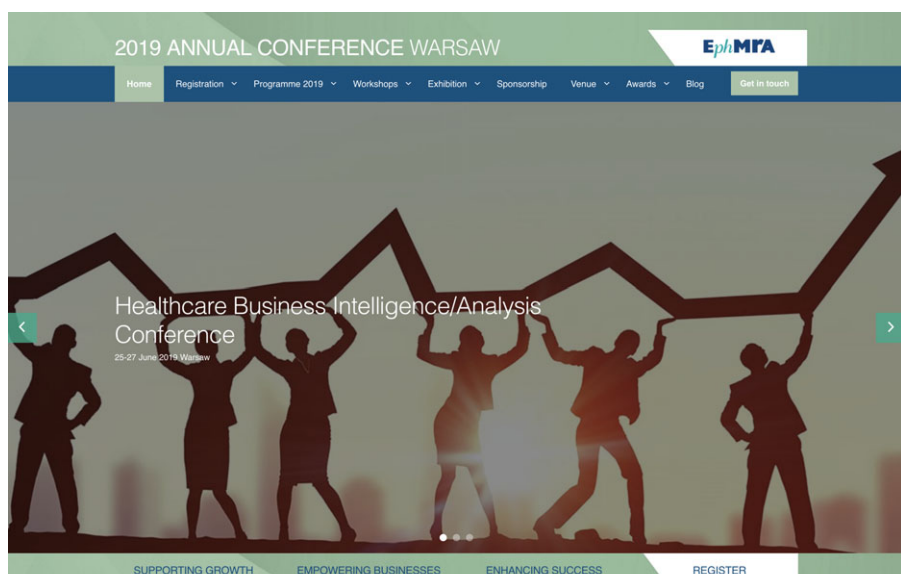 2019 ANNUAL CONFERENCE WARSAW
EphMRA
Home Registration Programme 2019 Workshops Exhibition Sponsorship Venue Awards Blog Get in touch
Healthcare Business Intelligence/Analysis
Conference
25-27 June 2019 Warsaw
SUPPORTING GROWTH EMPOWERING BUSINESSES ENHANCING SUCCESS REGISTER